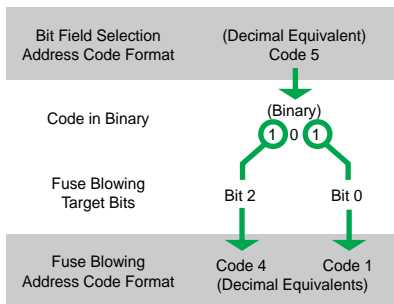 Bit Field Selection
Address Code Format
(Decimal Equivalent)
Code 5
Code in Binary
(Binary)
1 0 1
Fuse Blowing
Target Bits
Bit 2
Bit 0
Fuse Blowing
Address Code Format
Code 4
Code 1
(Decimal Equivalents)